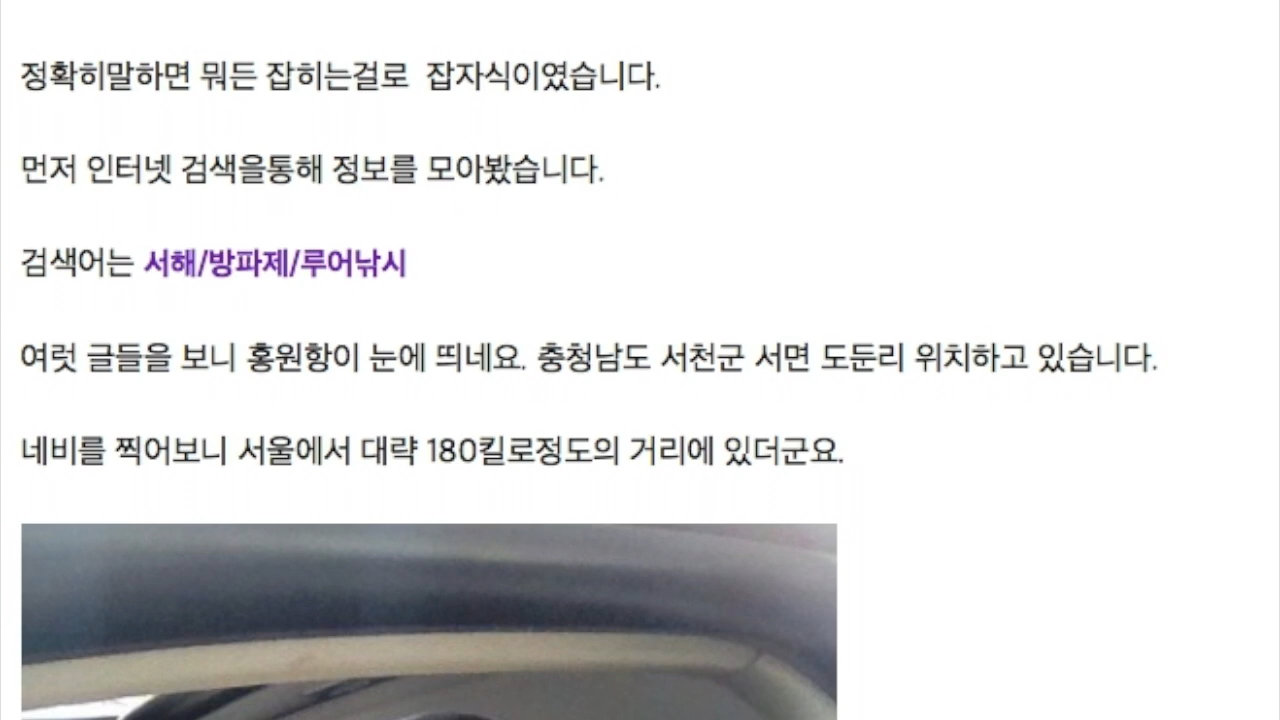 정확히말하면 뭐든 잡히는걸로  잡자식이였습니다.
먼저 인터넷 검색을통해 정보를 모아봤습니다.
검색어는 서해/방파제/루어낚시
여럿 글들을 보니 홍원항이 눈에 띄네요. 충청남도 서천군 서면 도둔리 위치하고 있습니다.
네비를 찍어보니 서울에서 대략 180킬로정도의 거리에 있더군요.